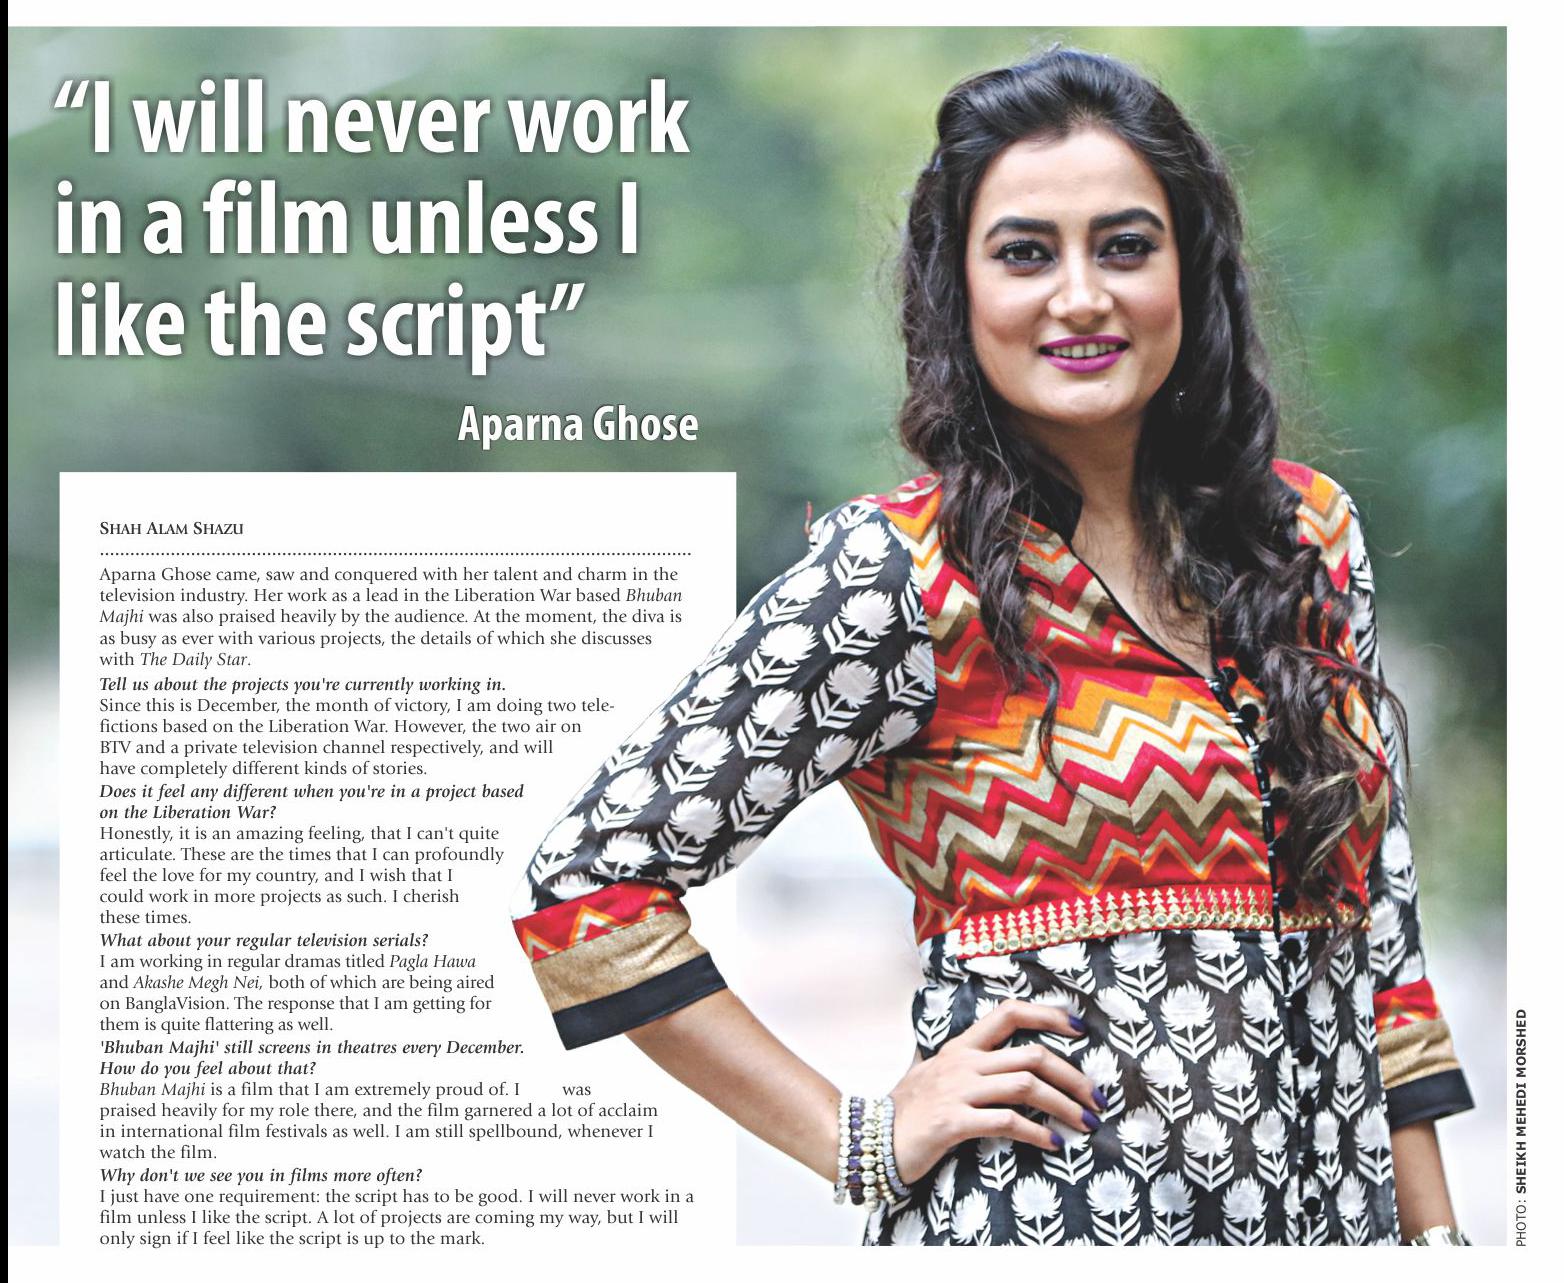 “I will never work
in a film unless I
like the script”
Aparna Ghose
SHAH ALAM SHAZU
Aparna Ghose came, saw and conquered with her talent and charm in the
television industry. Her work as a lead in the Liberation War based Bhuban
Majhi was also praised heavily by the audience. At the moment, the diva is
as busy as ever with various projects, the details of which she discusses
with The Daily Star.
Tell us about the projects you're currently working in.
Since this is December, the month of victory, I am doing two tele-
fictions based on the Liberation War. However, the two air on
BTV and a private television channel respectively, and will
have completely different kinds of stories.
Does it feel any different when you're in a project based
on the Liberation War?
Honestly, it is an amazing feeling, that I can't quite
articulate. These are the times that I can profoundly
feel the love for my country, and I wish that I
could work in more projects as such. I cherish
these times.
What about your regular television serials?
I am working in regular dramas titled Pagla Hawa
and Akashe Megh Nei, both of which are being aired
on BanglaVision. The response that I am getting for
them is quite flattering as well.
'Bhuban Majhi' still screens in theatres every December.
How do you feel about that?
Bhuban Majhi is a film that I am extremely proud of. I was
praised heavily for my role there, and the film garnered a lot of acclaim
in international film festivals as well. I am still spellbound, whenever I
watch the film.
Why don't we see you in films more often?
I just have one requirement: the script has to be good. I will never work in a
film unless I like the script. A lot of projects are coming my way, but I will
only sign if I feel like the script is up to the mark.
PHOTO: SHEIKH MEHEDI MORSHED